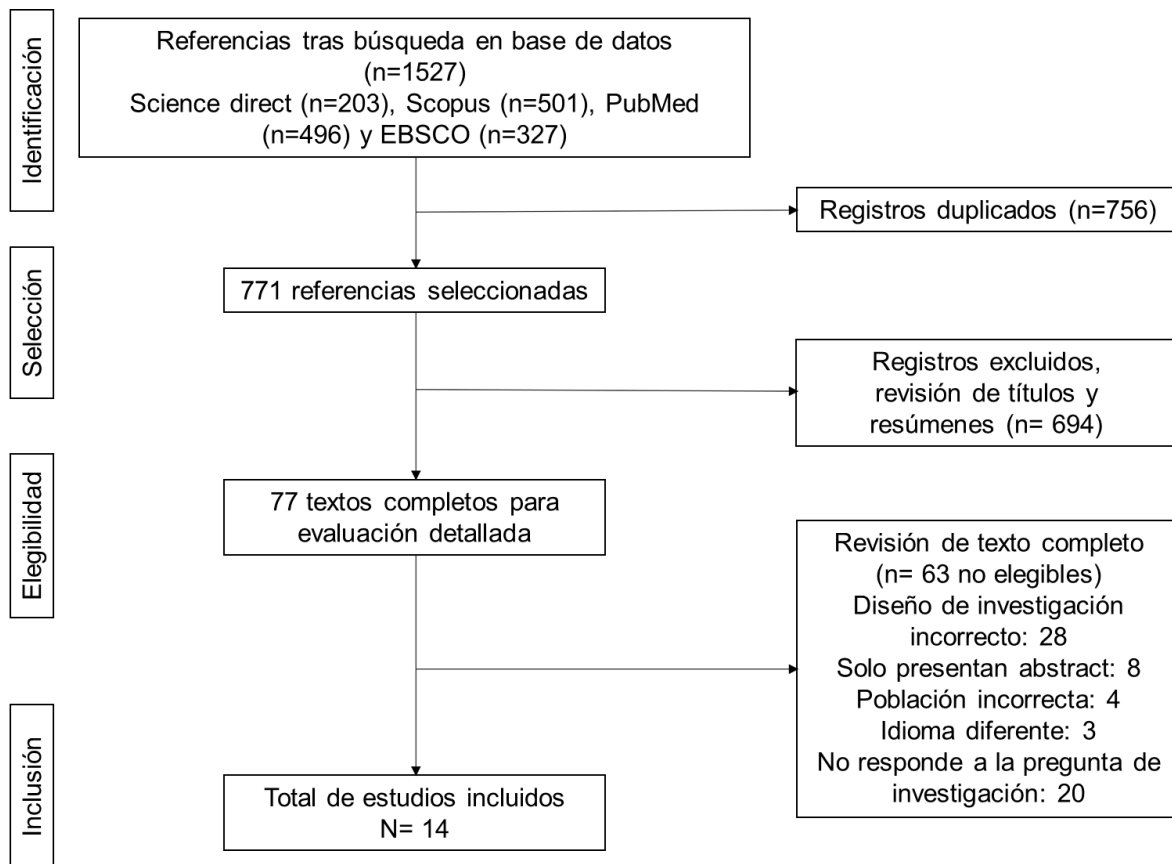 Identificación
Referencias tras búsqueda en base de datos
(n=1527)
Science direct (n=203), Scopus (n=501), PubMed
(n=496) y EBSCO (n=327)
Registros duplicados (n=756)
Selección
771 referencias seleccionadas
Registros excluidos,
revisión de títulos y
resúmenes (n= 694)
Elegibilidad
77 textos completos para
evaluación detallada
Revisión de texto completo
(n= 63 no elegibles)
Diseño de investigación
incorrecto: 28
Solo presentan abstract: 8
Población incorrecta: 4
Idioma diferente: 3
No responde a la pregunta de
investigación: 20
Inclusión
Total de estudios incluidos
N= 14